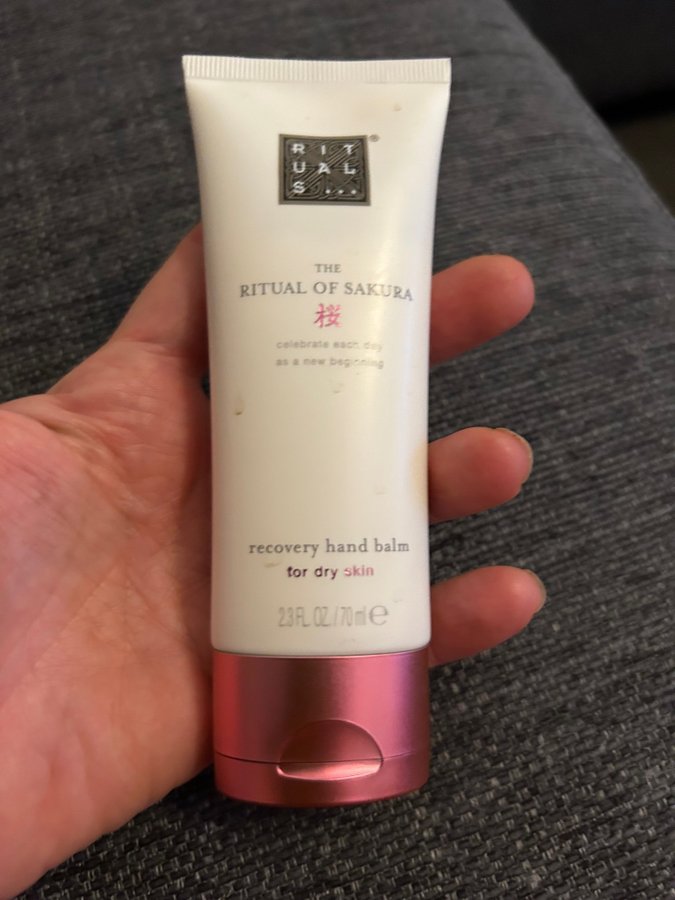 RIT
UAL
S...
®
THE
RITUAL OF SAKURA
桜
celebrate each day
as a new beginning
recovery hand balm
for dry skin
2.3 FL. OZ. / 70 ml ℮